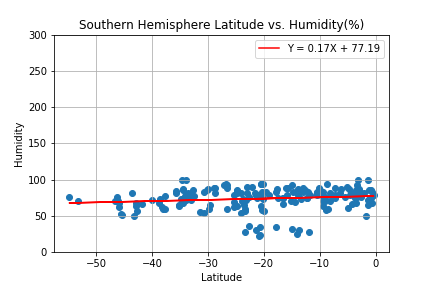 Southern Hemisphere Latitude vs. Humidity(%)
Y = 0.17X + 77.19
300
250
200
150
100
50
0
Humidity
−50 −40 −30 −20 −10 0
Latitude